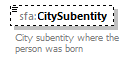 sfa:CitySubentity
City subentity where the
person was born